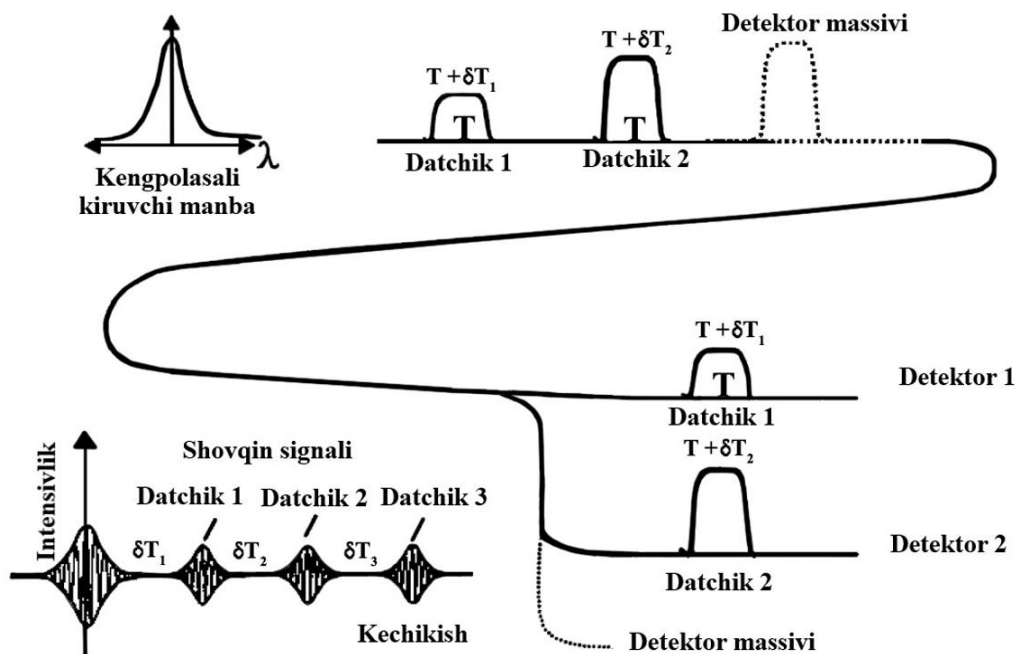 λ
Kengpolasali
kiruvchi manba
T + δT₁
T
Datchik 1
T + δT₂
T
Datchik 2
Detektor massivi
T + δT₁
T
Datchik 1
Detektor 1
T + δT₂
Datchik 2
Detektor 2
Detektor massivi
Intensivlik
Shovqin signali
Datchik 1 Datchik 2 Datchik 3
δT₁ δT₂ δT₃
Kechikish